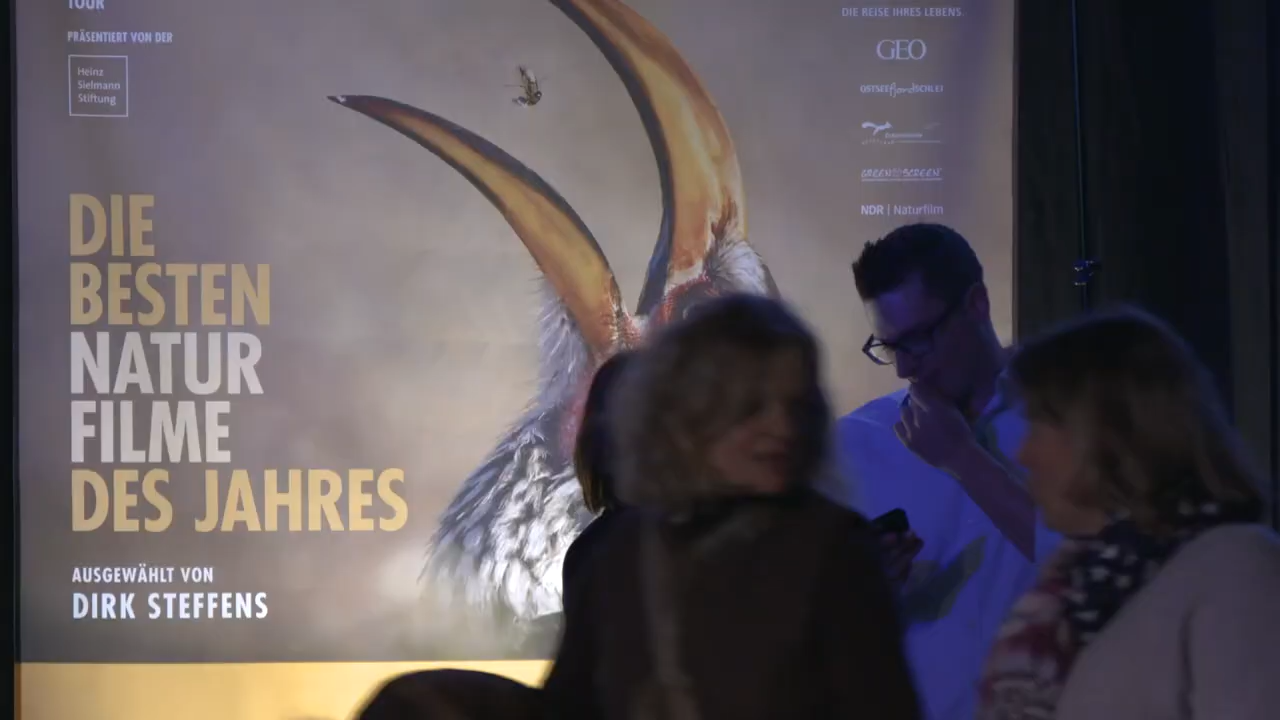 TOUR
PRÄSENTIERT VON DER
Heinz
Sielmann
Stiftung
DIE
BESTEN
NATUR
FILME
DES JAHRES
AUSGEWÄHLT VON
DIRK STEFFENS
DIE REISE IHRES LEBENS.
GEO
OSTSEEfjordSCHLEI
GREEN SCREEN
NDR | Naturfilm